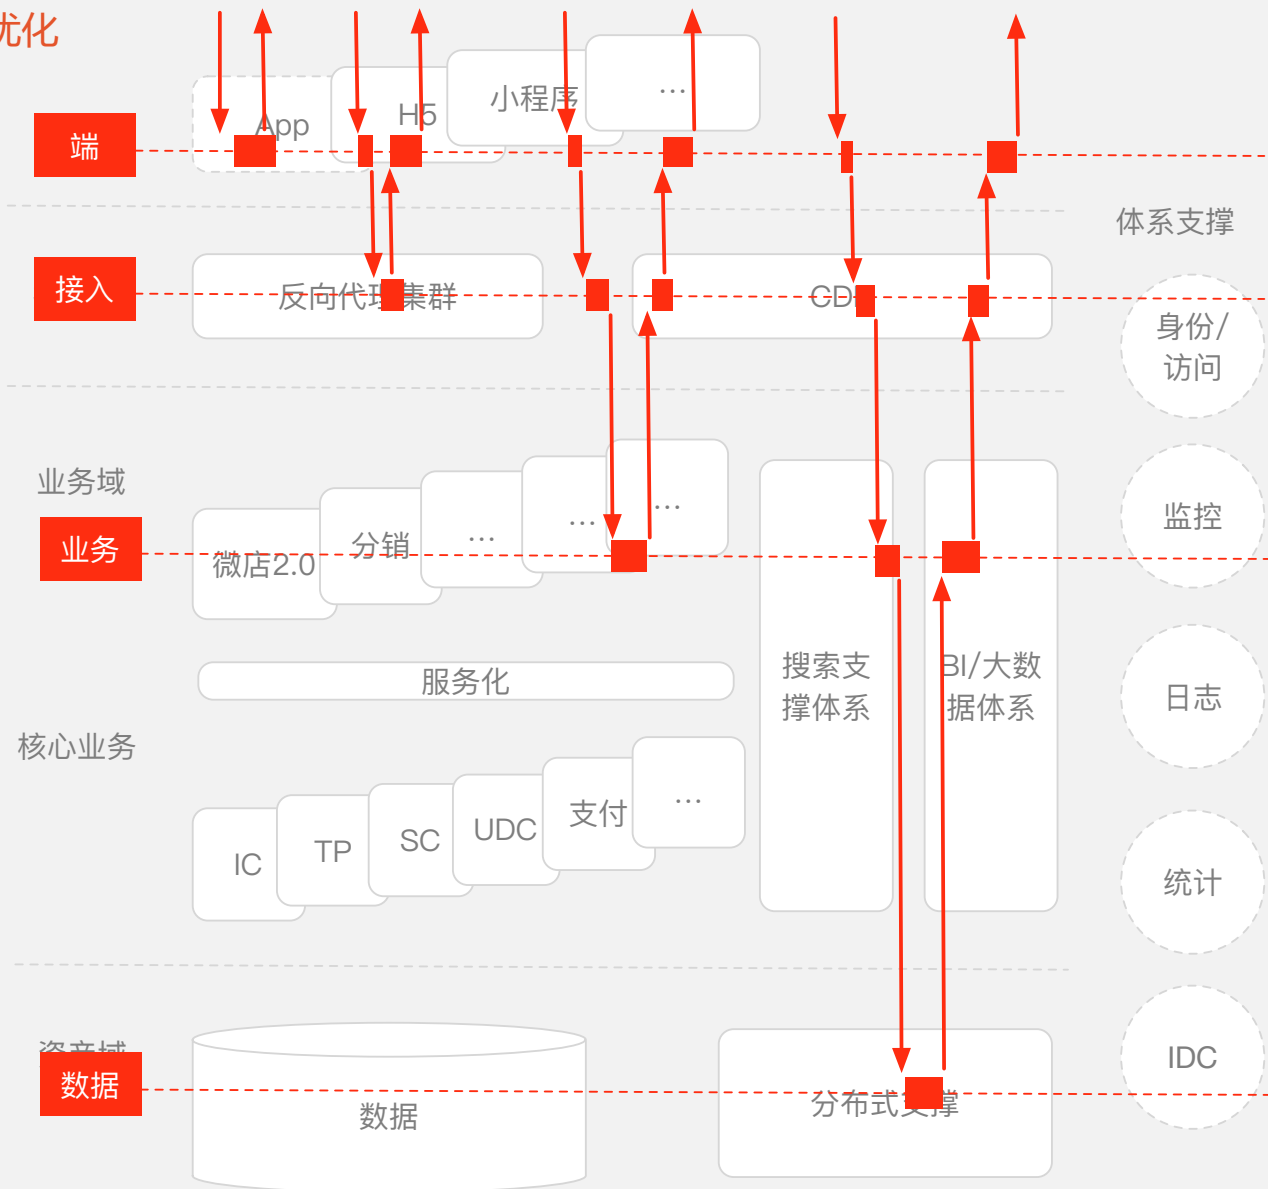 优化
App
H5
小程序
...
端
体系支撑
接入
反向代理集群
CD
身份/
访问
业务域
监控
业务
微店2.0
分销
...
...
...
搜索支
撑体系
BI/大数
据体系
服务化
日志
核心业务
IC
TP
SC
UDC
支付
...
统计
资产域
数据
数据
分布式支撑
IDC